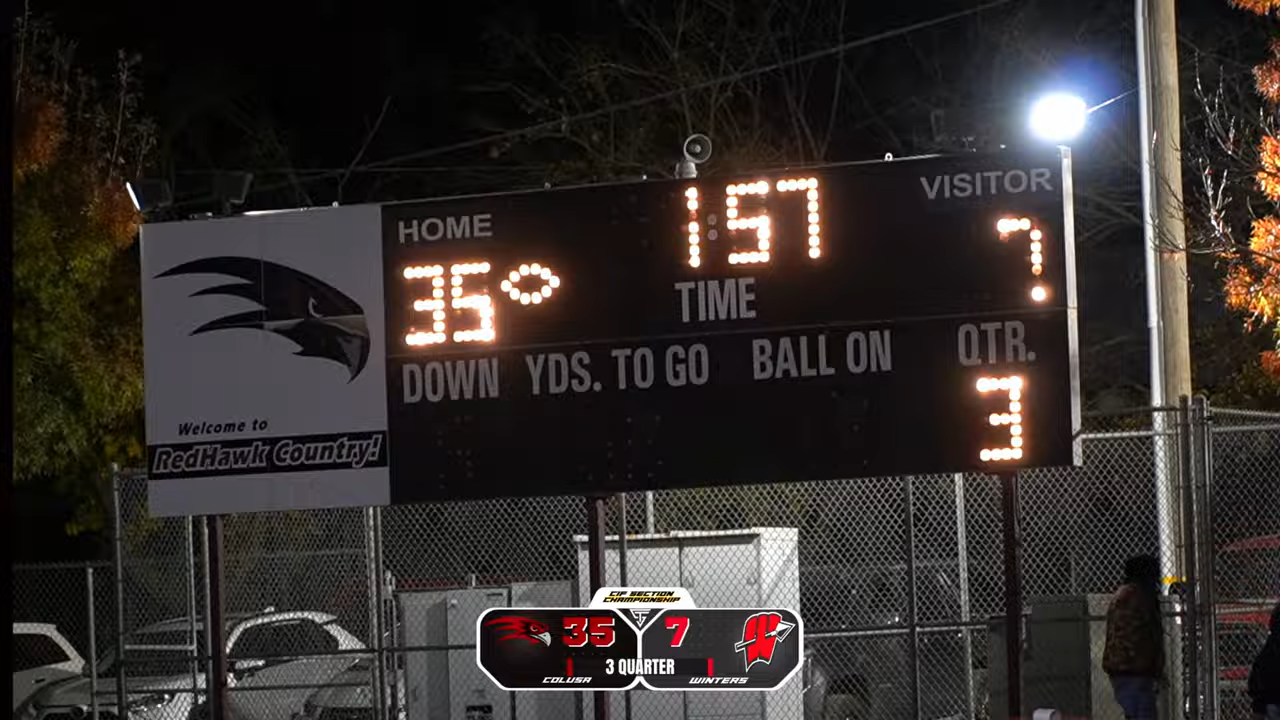 HOME
1:57
VISITOR
35
7
TIME
DOWN YDS. TO GO BALL ON QTR.
3
Welcome to
RedHawk Country!
CIF SECTION
CHAMPIONSHIP
35 7
W
3 QUARTER
COLUSA WINTERS